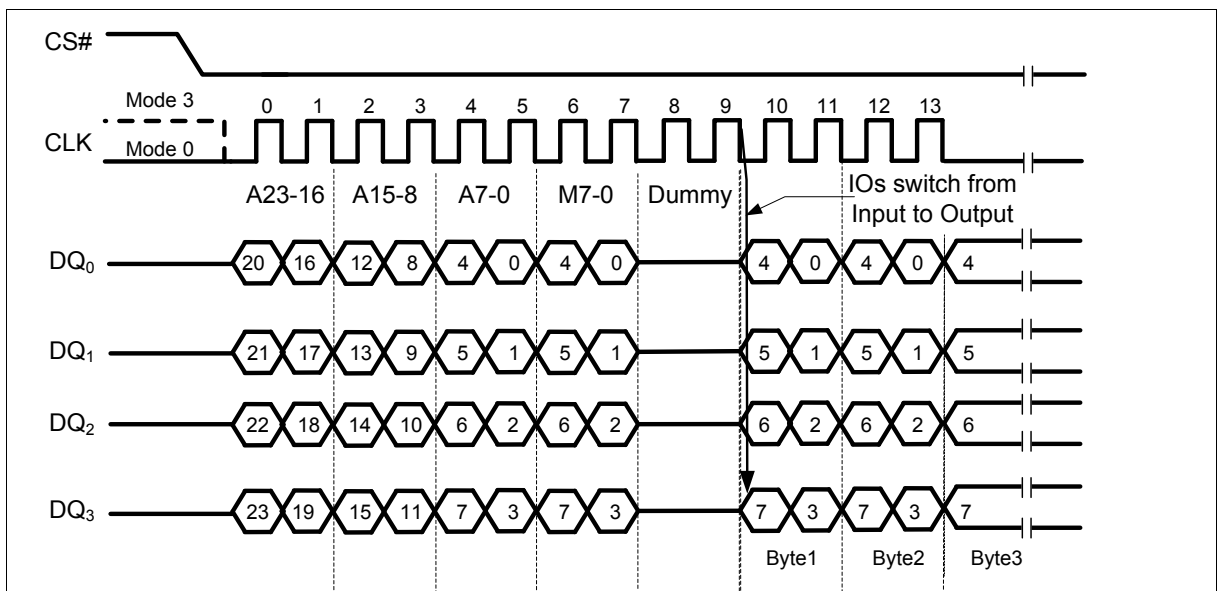 CS#
Mode 3
0 1 2 3 4 5 6 7 8 9 10 11 12 13
CLK
Mode 0
A23-16 A15-8 A7-0 M7-0 Dummy
IOs switch from
Input to Output
DQ0 20 16 12 8 4 0 4 0 4 0 4 0 4
DQ1 21 17 13 9 5 1 5 1 5 1 5 1 5
DQ2 22 18 14 10 6 2 6 2 6 2 6 2 6
DQ3 23 19 15 11 7 3 7 3 7 3 7 3 7
Byte1 Byte2 Byte3